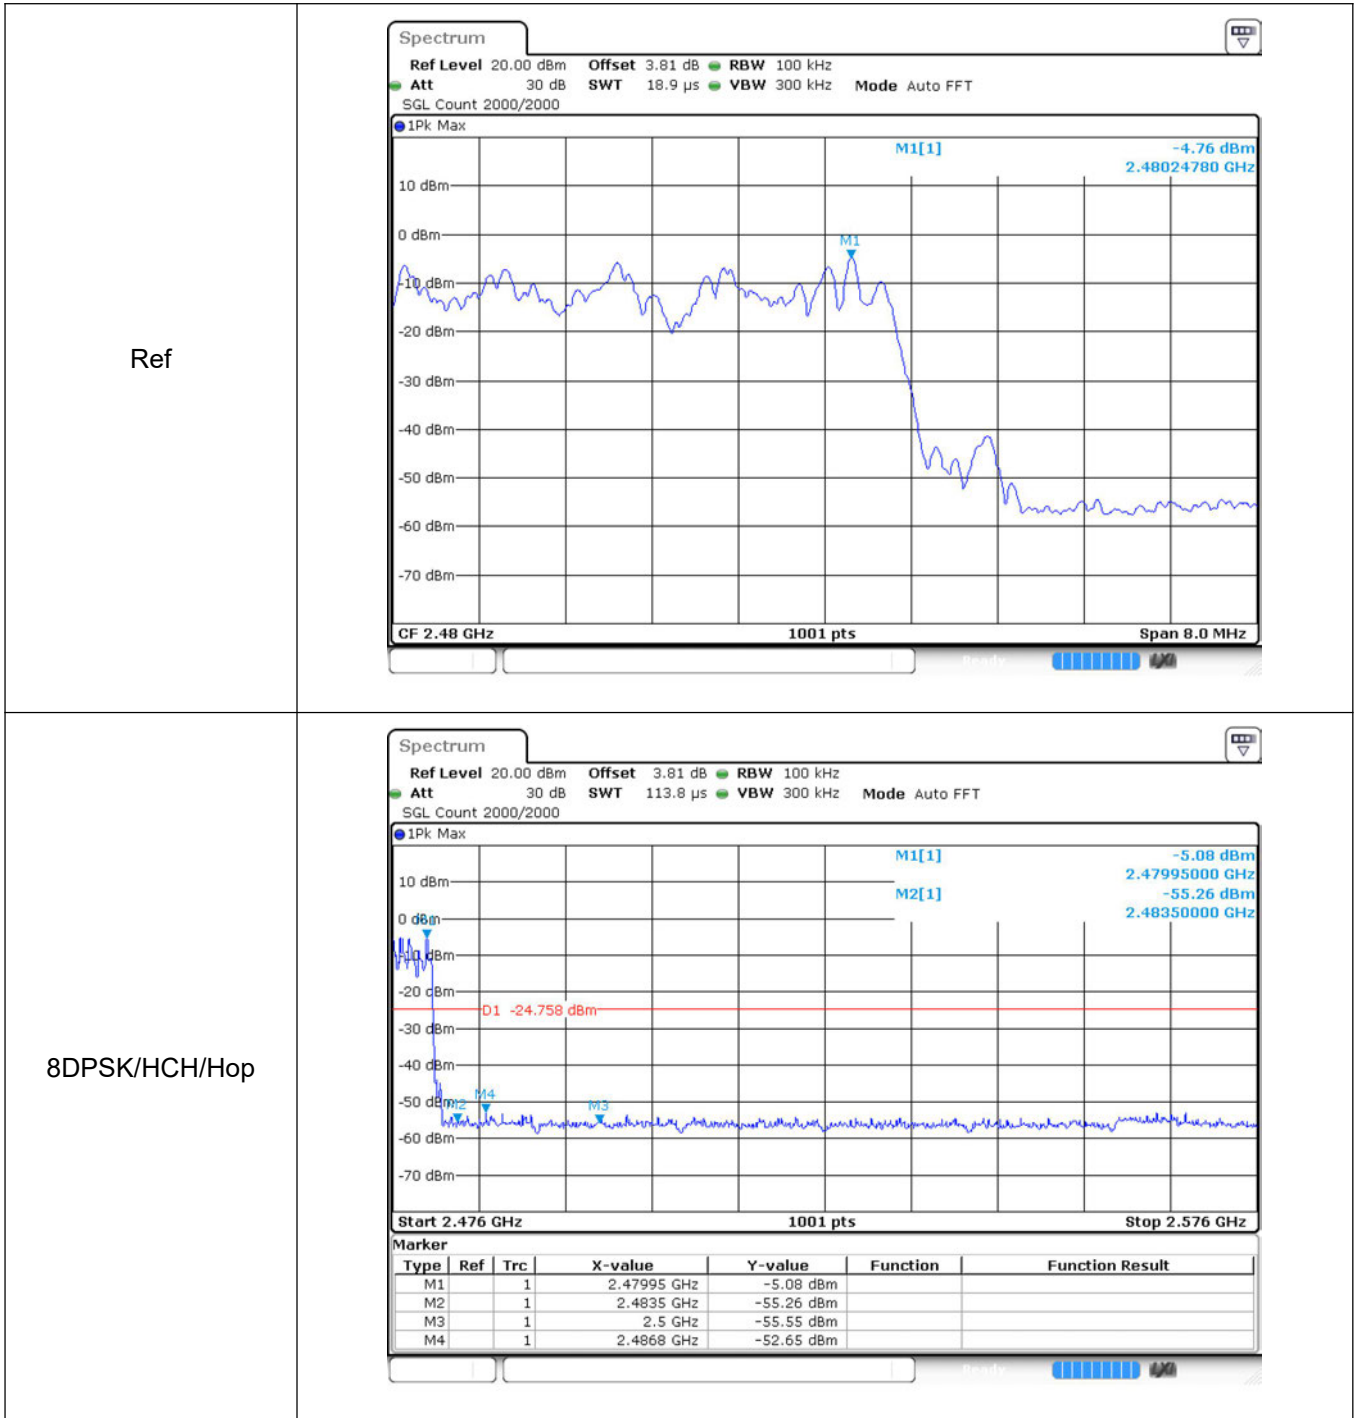 Ref
Spectrum
Ref Level 20.00 dBm Offset 3.81 dB RBW 100 kHz
Att 30 dB SWT 18.9 µs VBW 300 kHz Mode Auto FFT
SGL Count 2000/2000
1Pk Max
M1[1] -4.76 dBm
2.48024780 GHz
10 dBm
0 dBm
M1
-10 dBm
-20 dBm
-30 dBm
-40 dBm
-50 dBm
-60 dBm
-70 dBm
CF 2.48 GHz 1001 pts Span 8.0 MHz
Ready
8DPSK/HCH/Hop
Spectrum
Ref Level 20.00 dBm Offset 3.81 dB RBW 100 kHz
Att 30 dB SWT 113.8 µs VBW 300 kHz Mode Auto FFT
SGL Count 2000/2000
1Pk Max
M1[1] -5.08 dBm
2.47995000 GHz
M2[1] -55.26 dBm
2.48350000 GHz
10 dBm
0 dBm
-10 dBm
-20 dBm
D1 -24.758 dBm
-30 dBm
-40 dBm
M4
-50 dBm M2 M3
-60 dBm
-70 dBm
Start 2.476 GHz 1001 pts Stop 2.576 GHz
Marker
Type Ref Trc X-value Y-value Function Function Result
M1 1 2.47995 GHz -5.08 dBm
M2 1 2.4835 GHz -55.26 dBm
M3 1 2.5 GHz -55.55 dBm
M4 1 2.4868 GHz -52.65 dBm
Ready